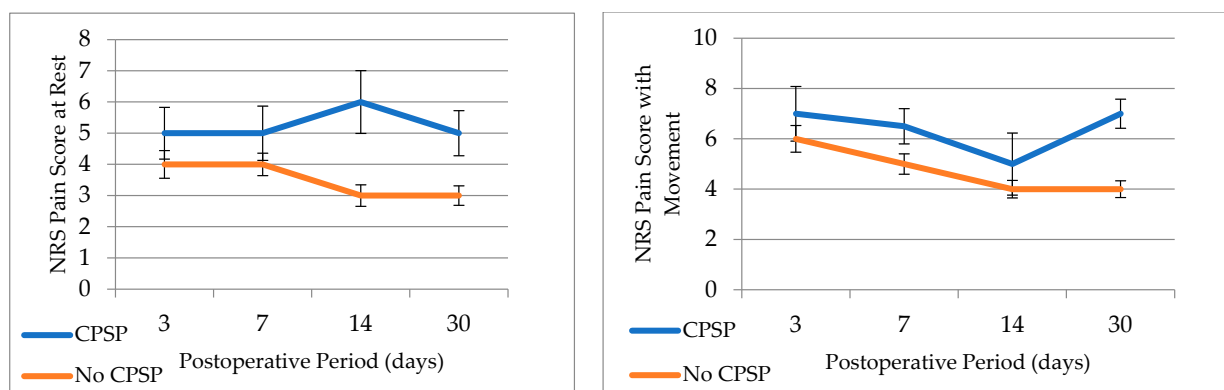 NRS Pain Score at Rest
8
7
6
5
4
3
2
1
0
3 7 14 30
CPSP
No CPSP
Postoperative Period (days)
NRS Pain Score with
Movement
10
8
6
4
2
0
3 7 14 30
CPSP
No CPSP
Postoperative Period (days)